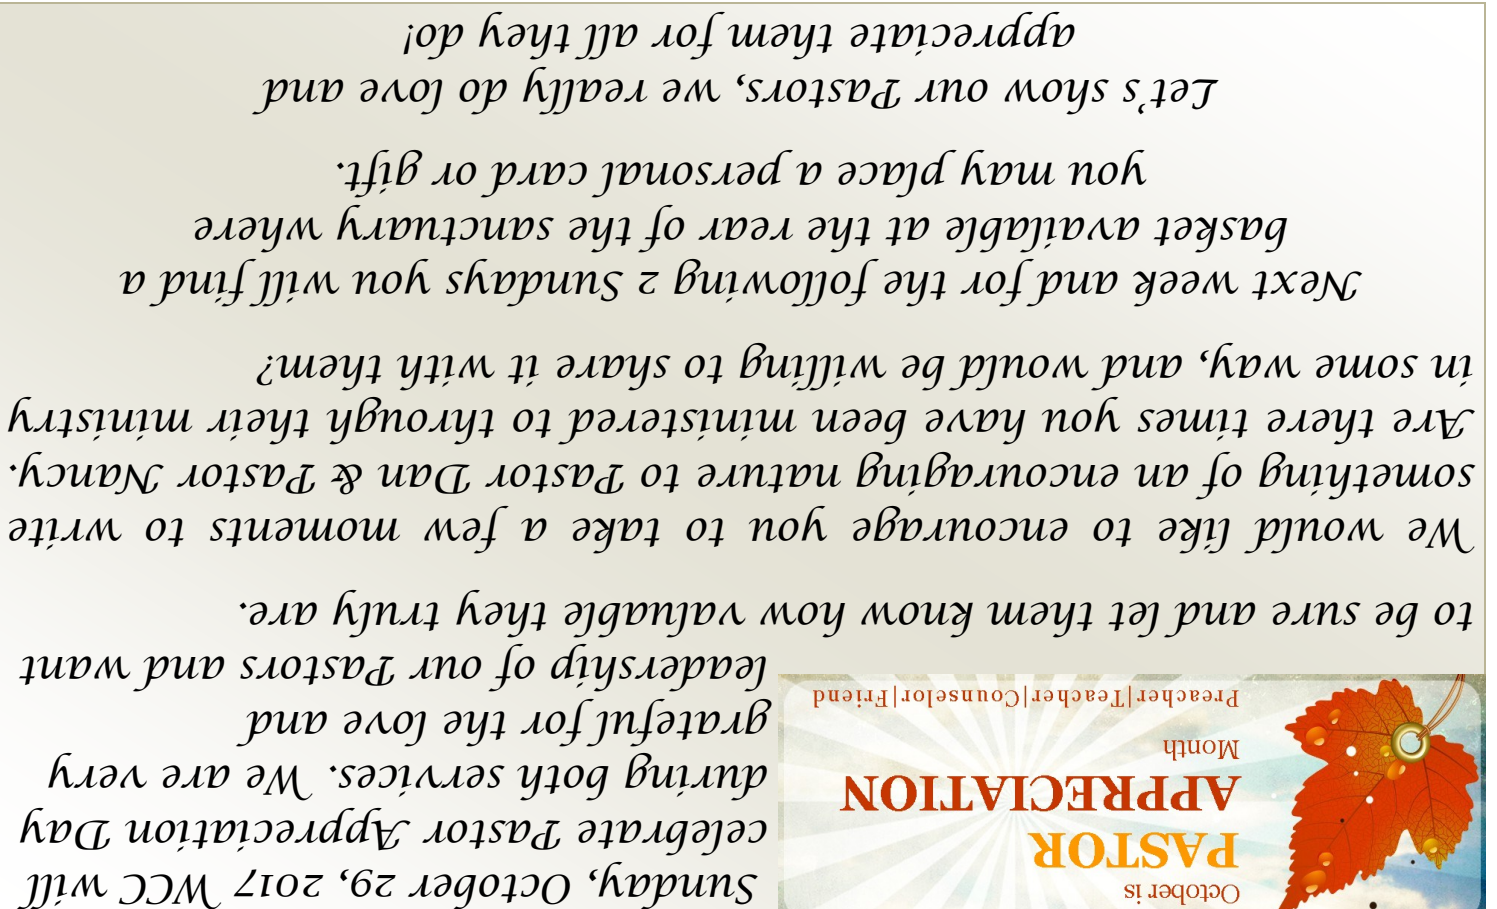 October is
PASTOR
APPRECIATION
Month
Preacher|Teacher|Counselor|Friend
Sunday, October 29, 2017 WCC will
celebrate Pastor Appreciation Day
during both services. We are very
grateful for the love and
leadership of our Pastors and want
to be sure and let them know how valuable they truly are.
We would like to encourage you to take a few moments to write
something of an encouraging nature to Pastor Dan & Pastor Nancy.
Are there times you have been ministered to through their ministry
in some way, and would be willing to share it with them?
Next week and for the following 2 Sundays you will find a
basket available at the rear of the sanctuary where
you may place a personal card or gift.
Let's show our Pastors, we really do love and
appreciate them for all they do!